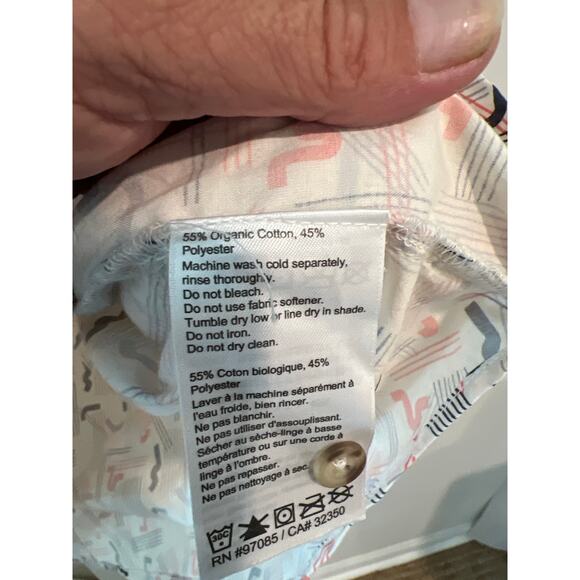 55% Organic Cotton, 45%
Polyester
Machine wash cold separately,
rinse thoroughly.
Do not bleach.
Do not use fabric softener.
Tumble dry low or line dry in shade.
Do not iron.
Do not dry clean.
55% Coton biologique, 45%
Polyester
Laver à la machine séparément à
l'eau froide, bien rincer.
Ne pas blanchir.
Ne pas utiliser d'assouplissant.
Sécher au sèche-linge à basse
température ou sur une corde à
linge à l'ombre.
Ne pas repasser.
Ne pas nettoyage à sec.
30C
RN #97085 / CA# 32350